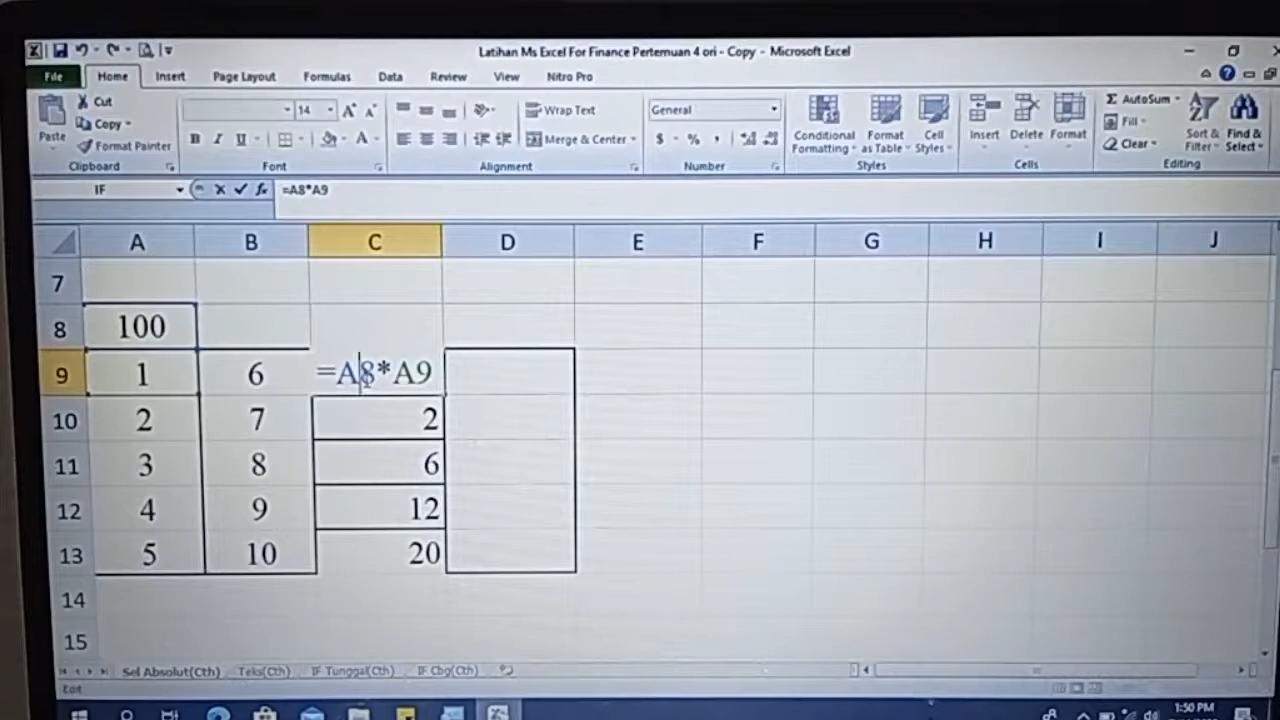 Latihan Ms Excel For Finance Pertemuan 4 ori - Copy - Microsoft Excel
File Home Insert Page Layout Formulas Data Review View Nitro Pro
Paste Cut Copy Format Painter
14 A A
B I U A
Wrap Text
Merge & Center
General
$ % ,
Conditional Formatting Format as Table Cell Styles
Insert Delete Format
Σ AutoSum
Fill
Clear
Sort & Filter Find & Select
Clipboard Font Alignment Number Styles Cells Editing
IF fx =A8*A9
A B C D E F G H I J
7
8 100
9 1 6 =A8*A9
10 2 7 2
11 3 8 6
12 4 9 12
13 5 10 20
14
15
Sel Absolut(Cth) Teks(Cth) IF Tunggal(Cth) IF Cbg(Cth)
Edit
1:50 PM